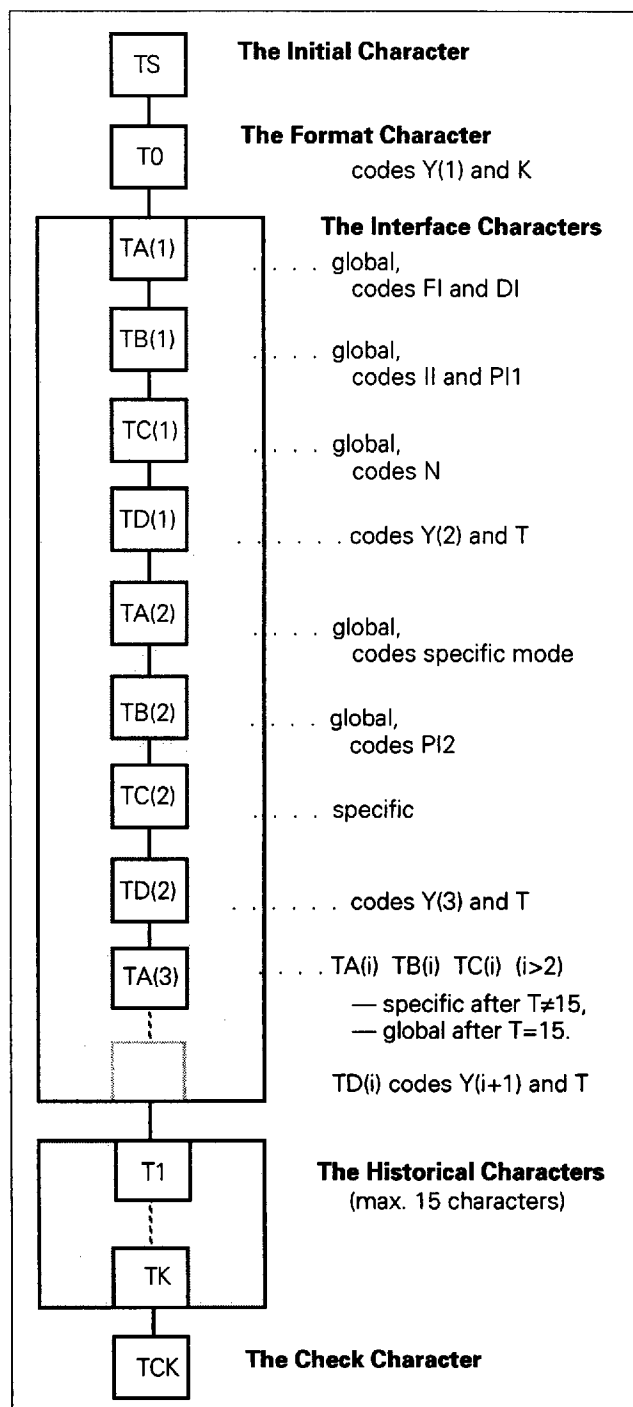 TS The Initial Character
The Format Character
T0
codes Y(1) and K
The Interface Characters
TA(1) . . . . global,
codes FI and DI
TB(1) . . . . global,
codes II and PI1
TC(1) . . . . global,
codes N
TD(1) . . . . . . codes Y(2) and T
TA(2) . . . . global,
codes specific mode
TB(2) . . . . global,
codes PI2
TC(2) . . . . specific
TD(2) . . . . . . codes Y(3) and T
TA(3) . . . . TA(i) TB(i) TC(i) (i>2)
— specific after T≠15,
— global after T=15.
TD(i) codes Y(i+1) and T
T1 The Historical Characters
(max. 15 characters)
TK
TCK The Check Character